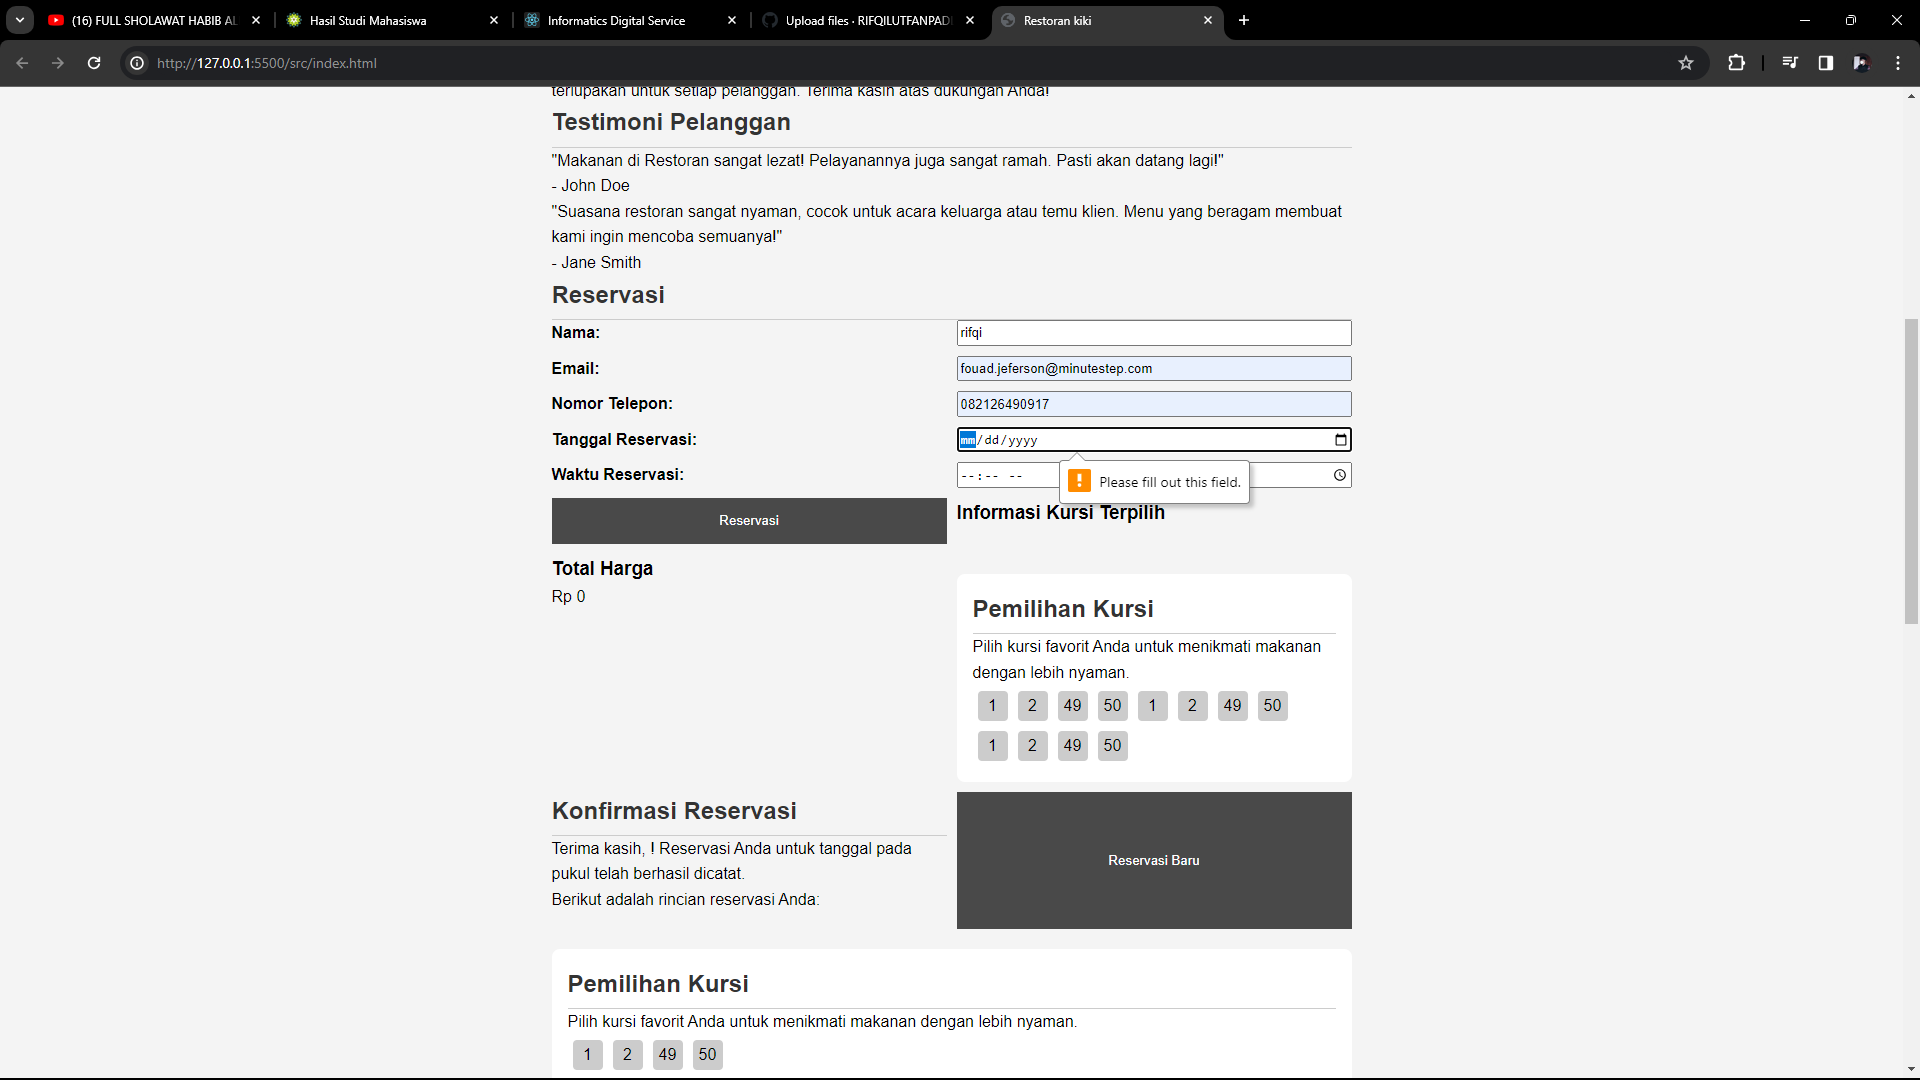 (16) FULL SHOLAWAT HABIB AL
Hasil Studi Mahasiswa
Informatics Digital Service
Upload files · RIFQILUTFANPADI
Restoran kiki
http://127.0.0.1:5500/src/index.html
terlupakan untuk setiap pelanggan. Terima kasih atas dukungan Anda!
Testimoni Pelanggan
"Makanan di Restoran sangat lezat! Pelayanannya juga sangat ramah. Pasti akan datang lagi!"
- John Doe
"Suasana restoran sangat nyaman, cocok untuk acara keluarga atau temu klien. Menu yang beragam membuat
kami ingin mencoba semuanya!"
- Jane Smith
Reservasi
Nama: rifqi
Email: fouad.jeferson@minutestep.com
Nomor Telepon: 082126490917
Tanggal Reservasi: mm/dd/yyyy
Waktu Reservasi: --:-- --
Please fill out this field.
Reservasi
Informasi Kursi Terpilih
Total Harga
Rp 0
Pemilihan Kursi
Pilih kursi favorit Anda untuk menikmati makanan
dengan lebih nyaman.
1 2 49 50 1 2 49 50
1 2 49 50
Konfirmasi Reservasi
Terima kasih, ! Reservasi Anda untuk tanggal pada
pukul telah berhasil dicatat.
Berikut adalah rincian reservasi Anda:
Reservasi Baru
Pemilihan Kursi
Pilih kursi favorit Anda untuk menikmati makanan dengan lebih nyaman.
1 2 49 50